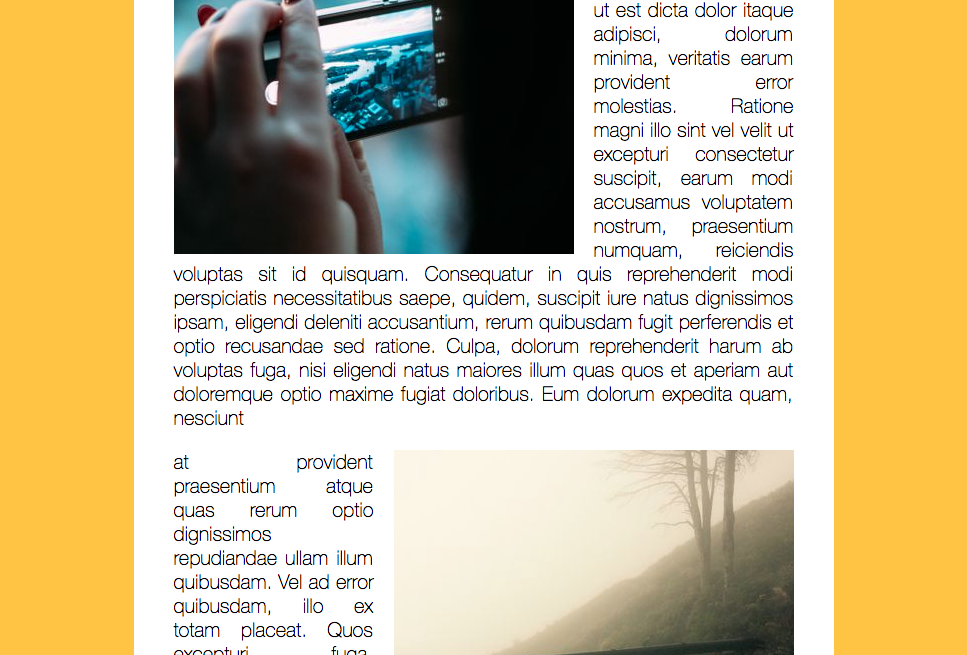 ut est dicta dolor itaque
adipisci, dolorum
minima, veritatis earum
provident error
molestias. Ratione
magni illo sint vel velit ut
excepturi consectetur
suscipit, earum modi
accusamus voluptatem
nostrum, praesentium
numquam, reiciendis
voluptas sit id quisquam. Consequatur in quis reprehenderit modi
perspiciatis necessitatibus saepe, quidem, suscipit iure natus dignissimos
ipsam, eligendi deleniti accusantium, rerum quibusdam fugit perferendis et
optio recusandae sed ratione. Culpa, dolorum reprehenderit harum ab
voluptas fuga, nisi eligendi natus maiores illum quas quos et aperiam aut
doloremque optio maxime fugiat doloribus. Eum dolorum expedita quam,
nesciunt
at provident
praesentium atque
quas rerum optio
dignissimos
repudiandae ullam illum
quibusdam. Vel ad error
quibusdam, illo ex
totam placeat. Quos
excepturi fuga,